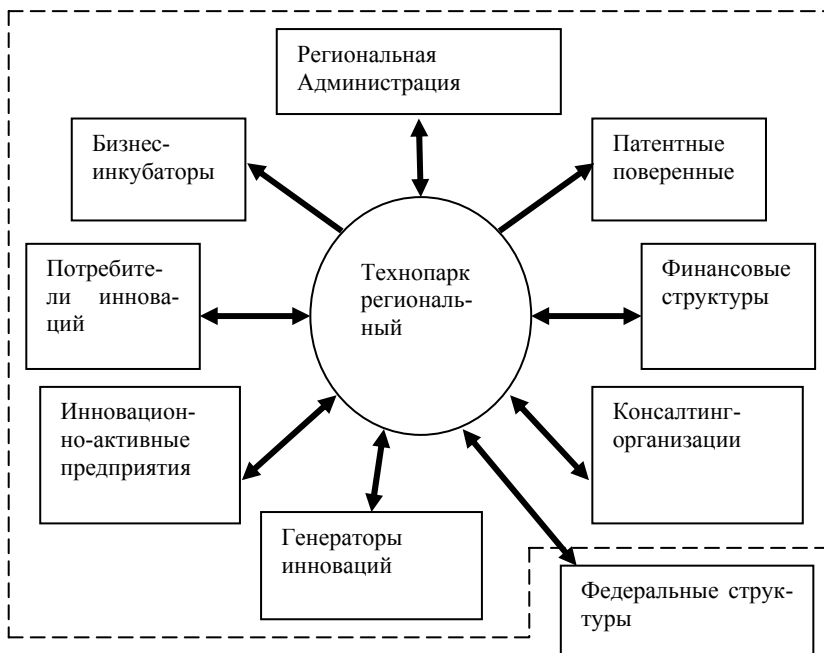 Региональная
Администрация
Бизнес-
инкубаторы
Патентные
поверенные
Потребите-
ли иннова-
ций
Технопарк
региональ-
ный
Финансовые
структуры
Инновацион-
но-активные
предприятия
Консалтинг-
организации
Генераторы
инноваций
Федеральные струк-
туры